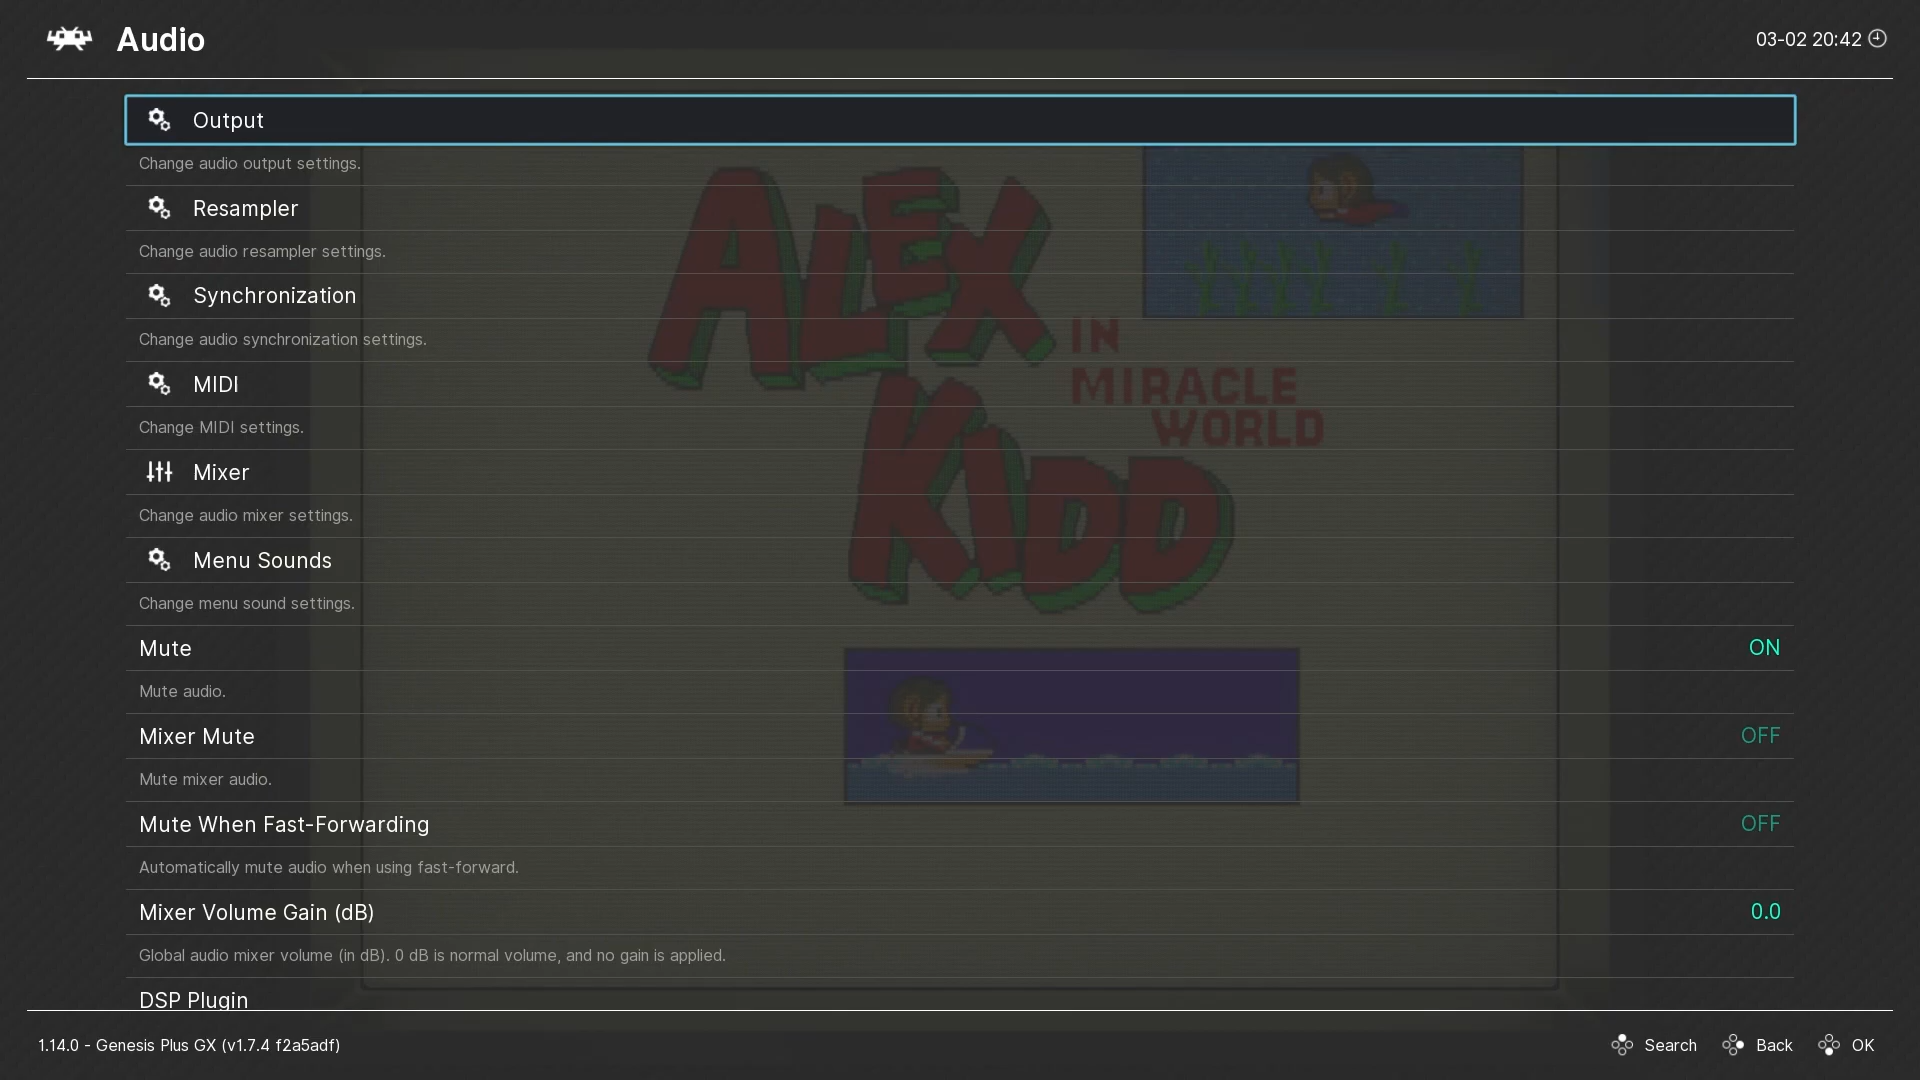 Audio
03-02 20:42
Output
Change audio output settings.
Resampler
Change audio resampler settings.
Synchronization
Change audio synchronization settings.
MIDI
Change MIDI settings.
Mixer
Change audio mixer settings.
Menu Sounds
Change menu sound settings.
Mute ON
Mute audio.
Mixer Mute OFF
Mute mixer audio.
Mute When Fast-Forwarding OFF
Automatically mute audio when using fast-forward.
Mixer Volume Gain (dB) 0.0
Global audio mixer volume (in dB). 0 dB is normal volume, and no gain is applied.
DSP Plugin
ALEX
KIDD
IN
MIRACLE
WORLD
1.14.0 - Genesis Plus GX (v1.7.4 f2a5adf)
Search Back OK